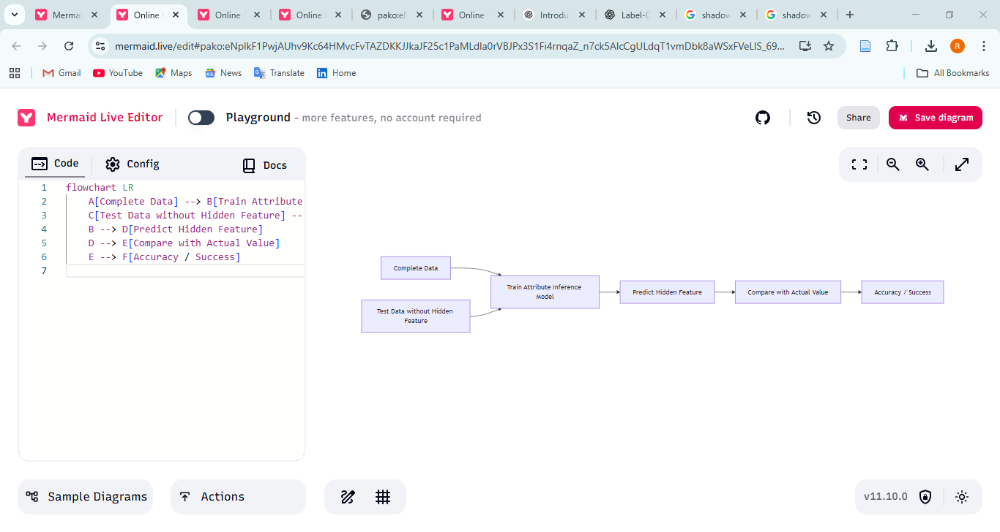 Mermai
Online
Online
Online
pako:eN
Online
Introdu
Label-C
shadow
shadow
mermaid.live/edit#pako:eNpIkF1PwjAUhv9Kc64HMvcFvTAZDKKJJkaJF25c1PaMLdIa0rVBJPx3S1Fi4rnqaZ_n7ck5AIcCgULdqT1vmDbk8aWSxFVeLlS_69...
R
Gmail
YouTube
Maps
News
Translate
Home
All Bookmarks
Mermaid Live Editor
Playground - more features, no account required
Share
Save diagram
Code
Config
Docs
1 flowchart LR
2 A[Complete Data] --> B[Train Attribute
3 C[Test Data without Hidden Feature] --
4 B --> D[Predict Hidden Feature]
5 D --> E[Compare with Actual Value]
6 E --> F[Accuracy / Success]
7
Complete Data
Test Data without Hidden
Feature
Train Attribute Inference
Model
Predict Hidden Feature
Compare with Actual Value
Accuracy / Success
Sample Diagrams
Actions
v11.10.0